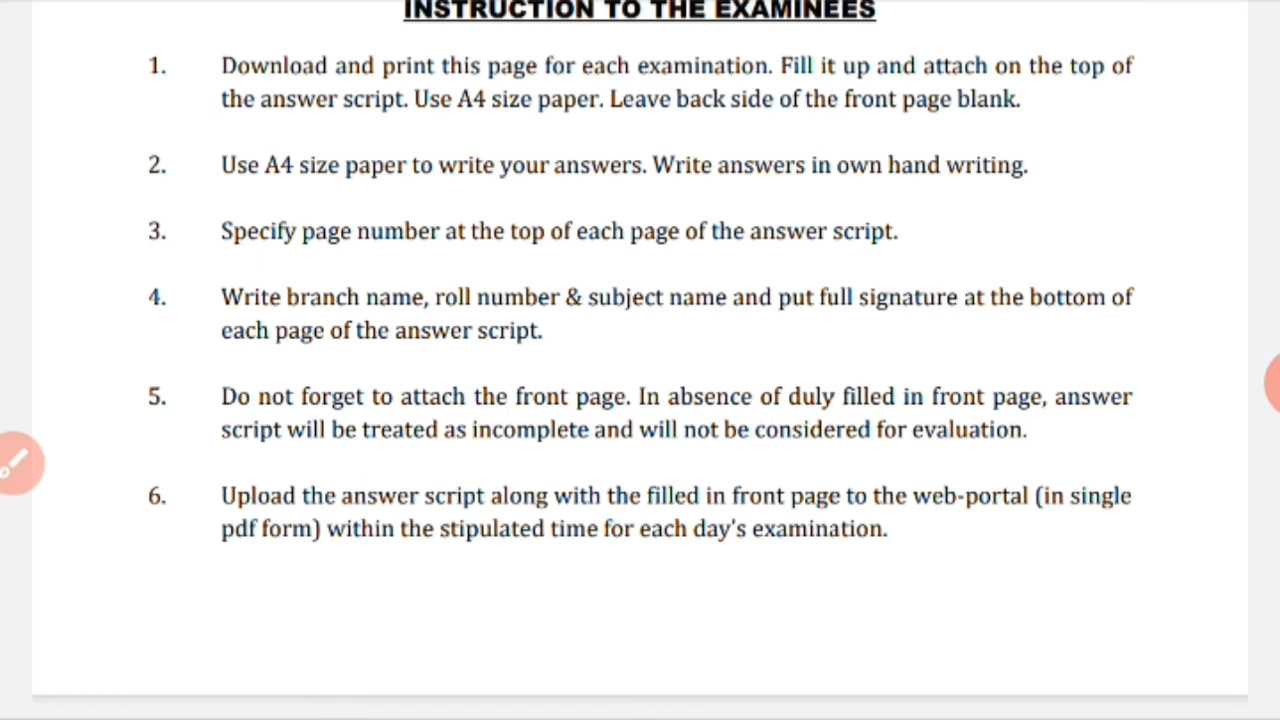 INSTRUCTION TO THE EXAMINEES
1. Download and print this page for each examination. Fill it up and attach on the top of
the answer script. Use A4 size paper. Leave back side of the front page blank.
2. Use A4 size paper to write your answers. Write answers in own hand writing.
3. Specify page number at the top of each page of the answer script.
4. Write branch name, roll number & subject name and put full signature at the bottom of
each page of the answer script.
5. Do not forget to attach the front page. In absence of duly filled in front page, answer
script will be treated as incomplete and will not be considered for evaluation.
6. Upload the answer script along with the filled in front page to the web-portal (in single
pdf form) within the stipulated time for each day's examination.